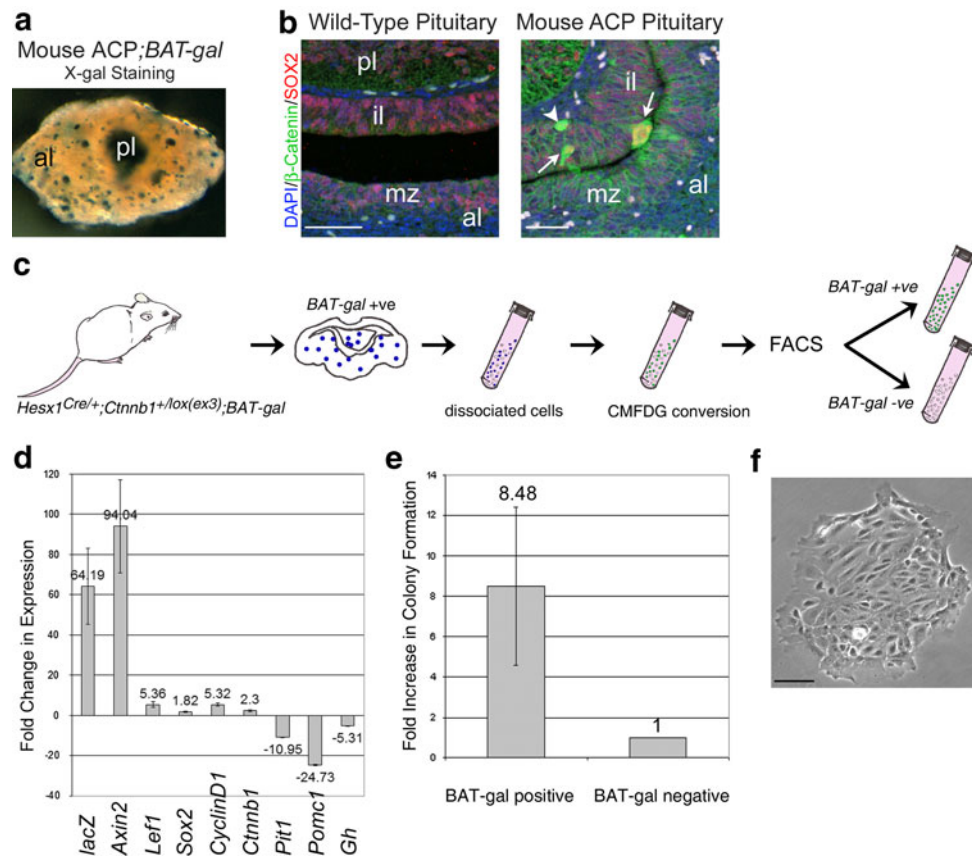 a
Mouse ACP;BAT-gal
X-gal Staining
al
pl
b
Wild-Type Pituitary
Mouse ACP Pituitary
DAPI/β-Catenin/SOX2
pl
il
mz
al
il
mz
al
c
BAT-gal +ve
Hesx1Cre/+;Ctnnb1+/lox(ex3);BAT-gal
dissociated cells
CMFDG conversion
FACS
BAT-gal +ve
BAT-gal -ve
d
Fold Change in Expression
120
100
80
60
40
20
0
-20
-40
64.19
94.04
5.36
1.82
5.32
2.3
-10.95
-24.73
-5.31
lacZ
Axin2
Lef1
Sox2
CyclinD1
Ctnnb1
Pit1
Pomc1
Gh
e
Fold Increase in Colony Formation
14
12
10
8
6
4
2
0
8.48
1
BAT-gal positive
BAT-gal negative
f